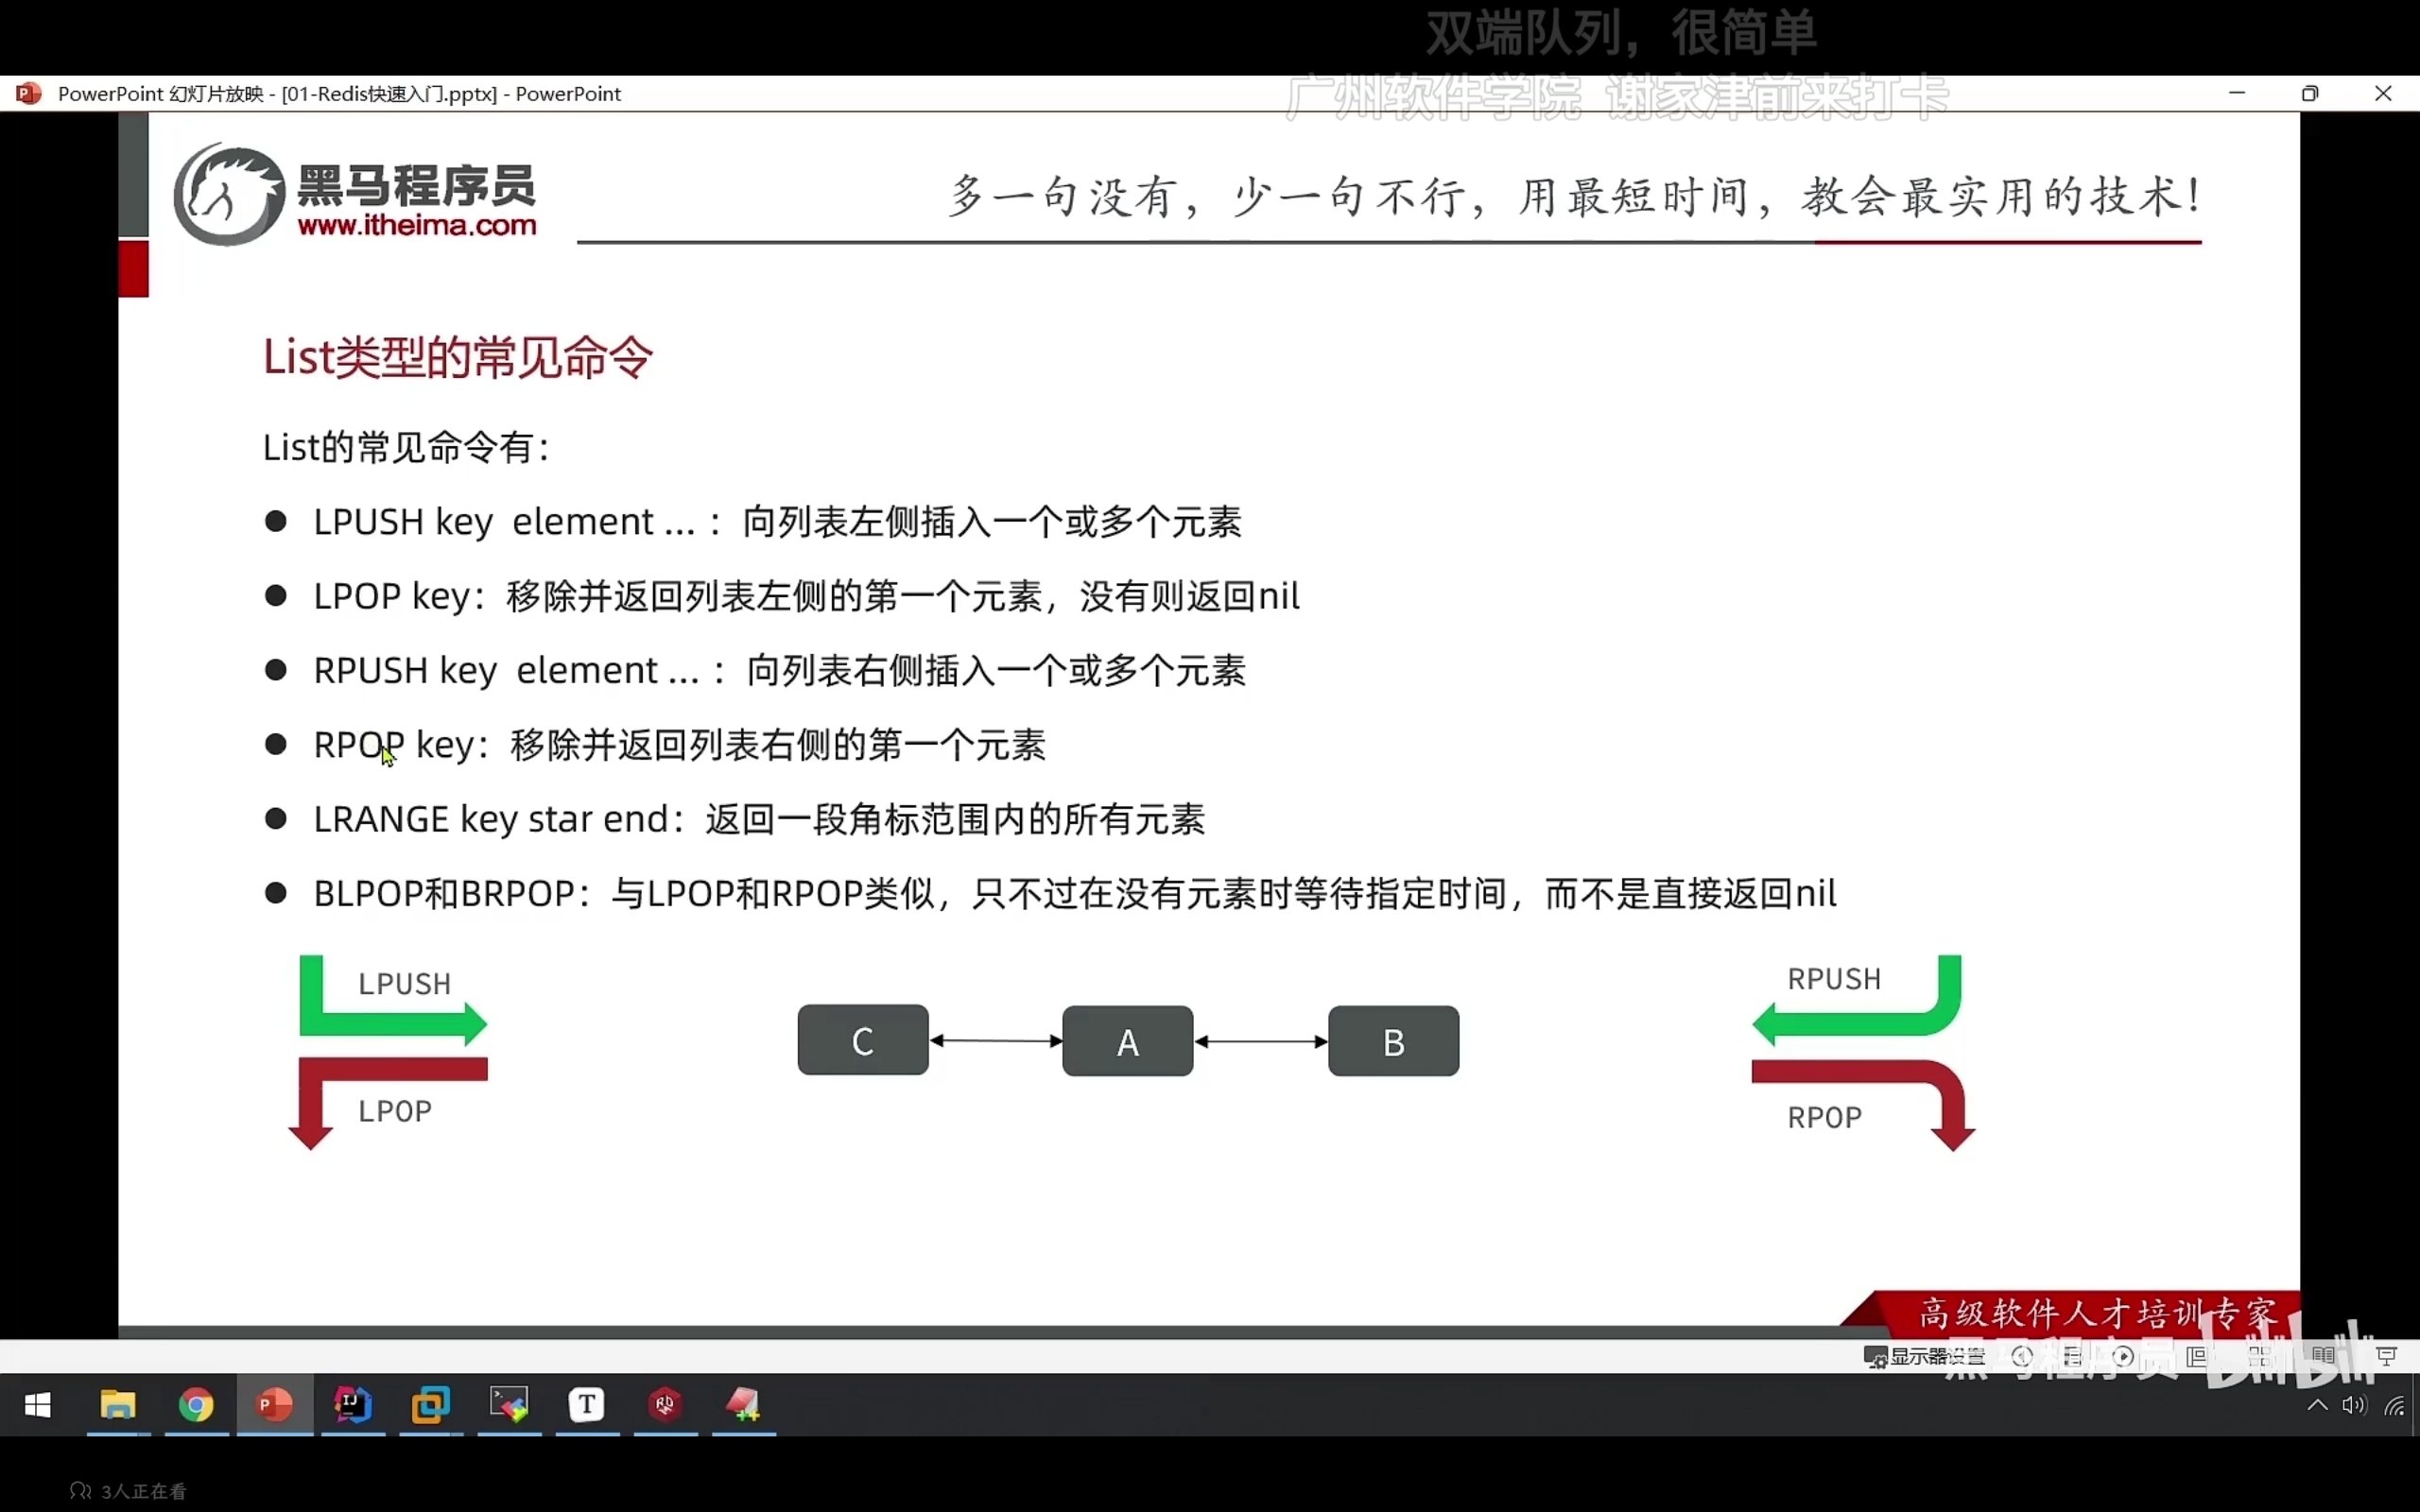 双端队列，很简单
PowerPoint 幻灯片放映 - [01-Redis快速入门.pptx] - PowerPoint
广州软件学院 谢家津前来打卡
黑马程序员
www.itheima.com
多一句没有，少一句不行，用最短时间，教会最实用的技术！
List类型的常见命令
List的常见命令有：
● LPUSH key element ... ：向列表左侧插入一个或多个元素
● LPOP key：移除并返回列表左侧的第一个元素，没有则返回nil
● RPUSH key element ... ：向列表右侧插入一个或多个元素
● RPOP key：移除并返回列表右侧的第一个元素
● LRANGE key star end：返回一段角标范围内的所有元素
● BLPOP和BRPOP：与LPOP和RPOP类似，只不过在没有元素时等待指定时间，而不是直接返回nil
LPUSH
RPUSH
C
A
B
LPOP
RPOP
高级软件人才培训专家
显示器设置
黑马程序员 bilibili
3人正在看